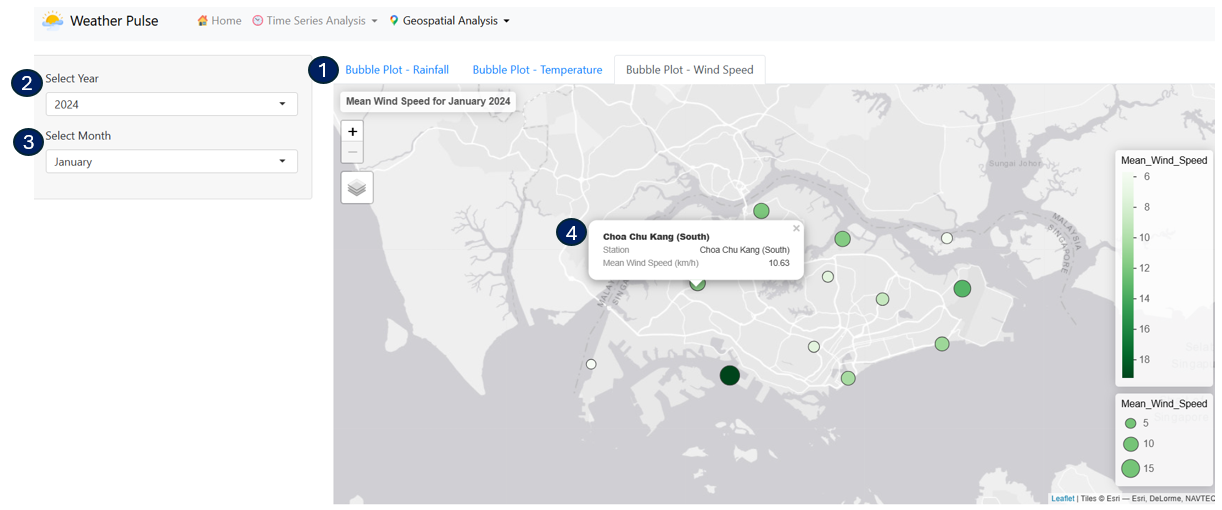 Weather Pulse
Home
Time Series Analysis
Geospatial Analysis
1
Bubble Plot - Rainfall
Bubble Plot - Temperature
Bubble Plot - Wind Speed
2
Select Year
2024
3
Select Month
January
Mean Wind Speed for January 2024
+
−
4
Choa Chu Kang (South)
×
Station Choa Chu Kang (South)
Mean Wind Speed (km/h) 10.63
Sungai Johor
MALAYSIA
SINGAPORE
Mean_Wind_Speed
6
8
10
12
14
16
18
Mean_Wind_Speed
5
10
15
Leaflet | Tiles © Esri — Esri, DeLorme, NAVTEQ